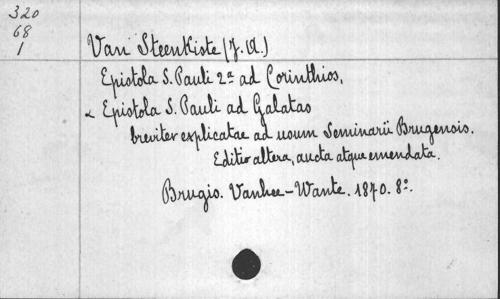 320
68
1
Van Steenkiste (J. A.)
Epistola S. Pauli 2ª ad Corinthios,
& Epistola S. Pauli ad Galatas
breviter explicatae ad usum Seminarii Brugensis.
Editio altera, aucta atque emendata.
Brugis. Vanhee-Wante. 1870. 8º.